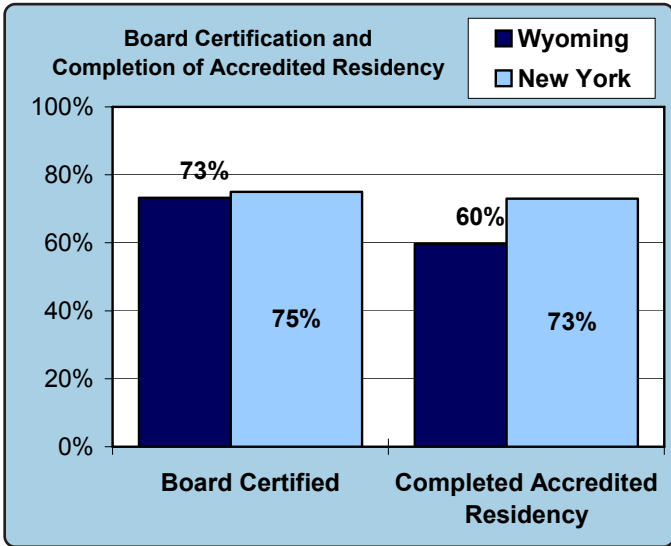 Board Certification and
Completion of Accredited Residency
Wyoming
New York
100%
80%
60%
40%
20%
0%
73%
75%
60%
73%
Board Certified
Completed Accredited
Residency